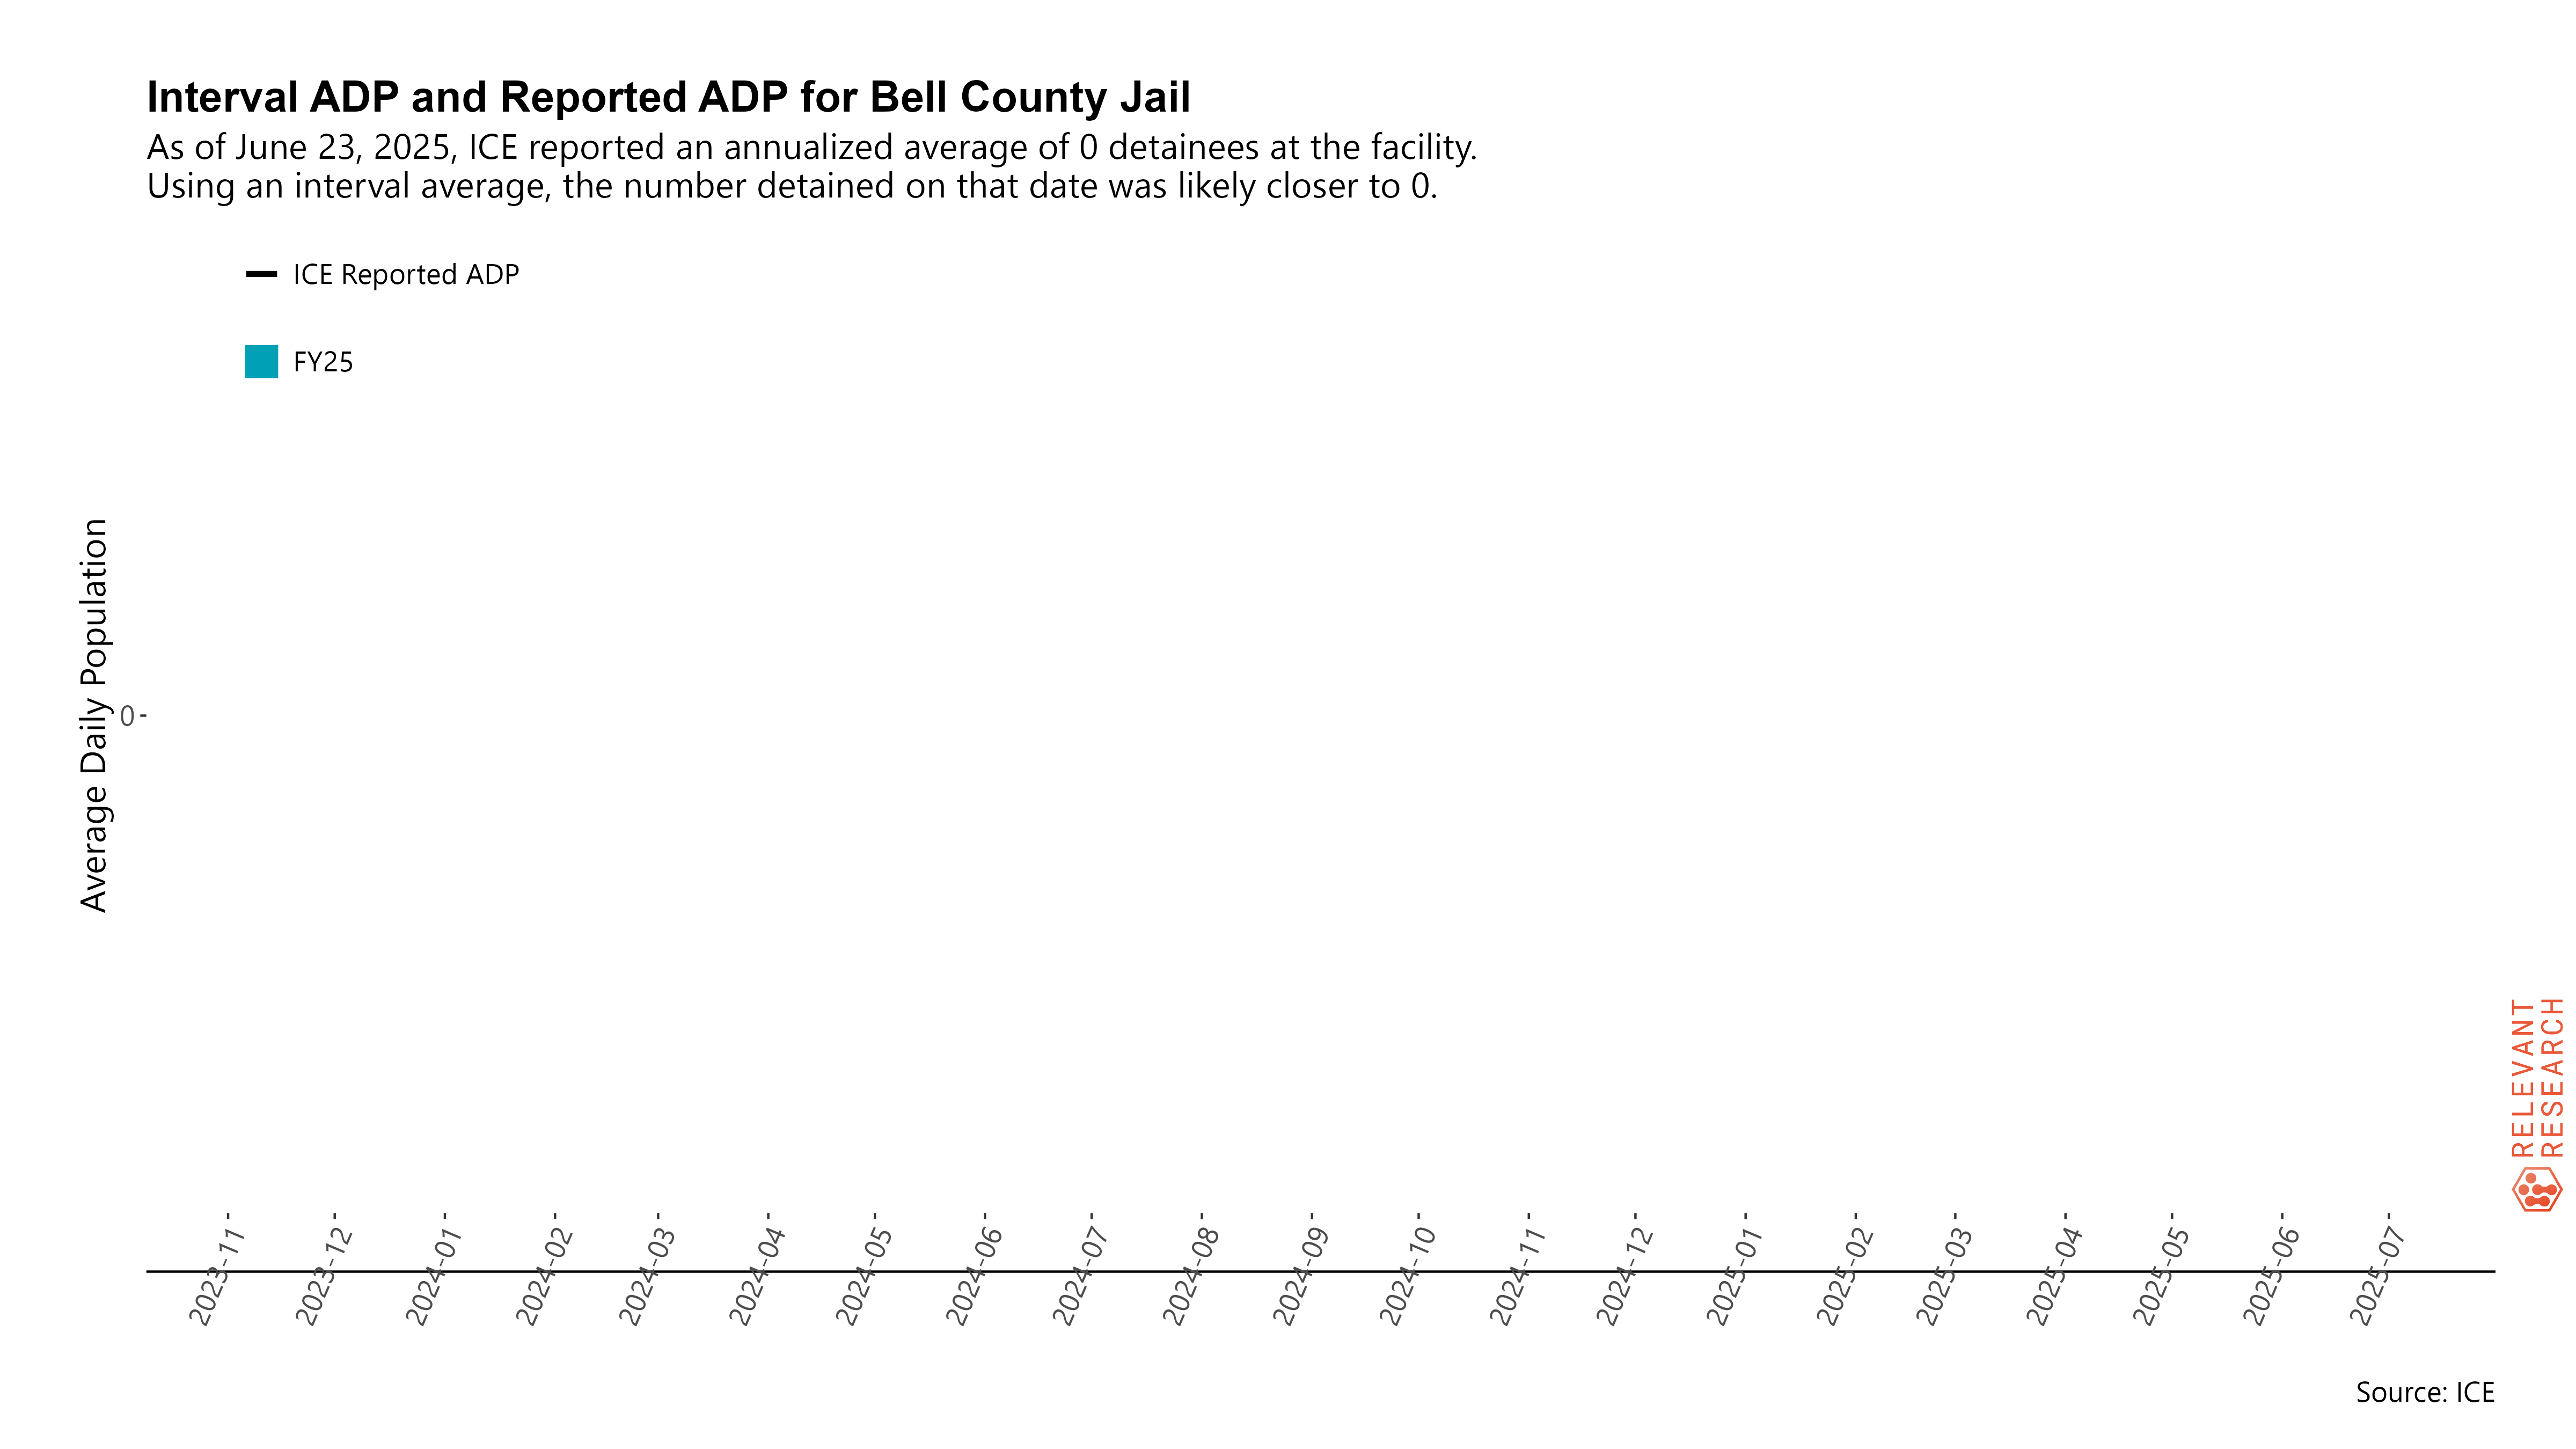 Interval ADP and Reported ADP for Bell County Jail
As of June 23, 2025, ICE reported an annualized average of 0 detainees at the facility.
Using an interval average, the number detained on that date was likely closer to 0.
ICE Reported ADP
FY25
Average Daily Population
0
RELEVANT
RESEARCH
2023-11
2023-12
2024-01
2024-02
2024-03
2024-04
2024-05
2024-06
2024-07
2024-08
2024-09
2024-10
2024-11
2024-12
2025-01
2025-02
2025-03
2025-04
2025-05
2025-06
2025-07
Source: ICE